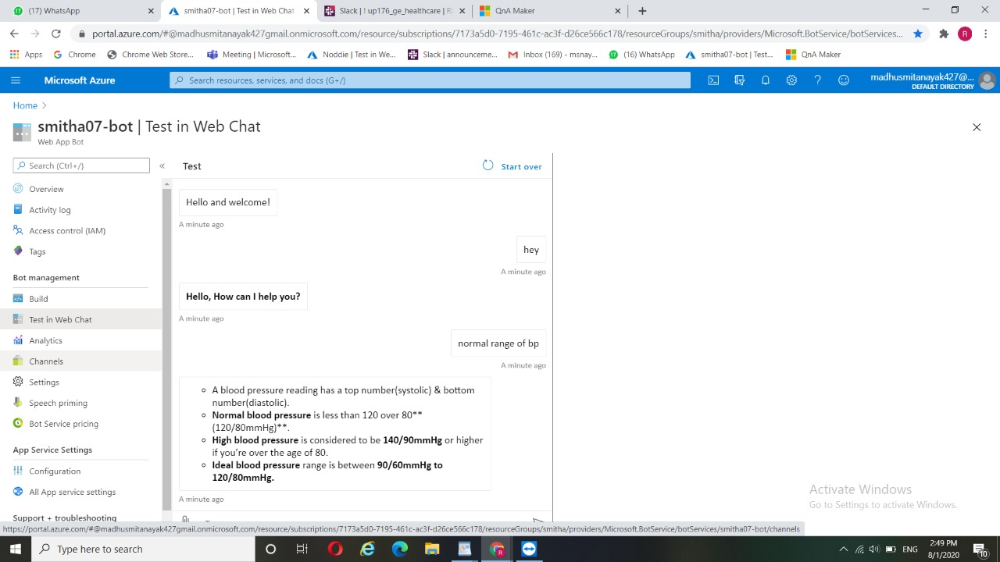 (17) WhatsApp
smitha07-bot | Test in Web Chat
Slack | ! up176_ge_healthcare | R
QnA Maker
portal.azure.com/#@madhusmitanayak427gmail.onmicrosoft.com/resource/subscriptions/7173a5d0-7195-461c-ac3f-d26ce566c178/resourceGroups/smitha/providers/Microsoft.BotService/botServices...
R
Apps
Chrome
Chrome Web Store...
Meeting | Microsoft...
Noddie | Test in We...
Slack | announceme...
Inbox (169) - msnay...
(16) WhatsApp
smitha07-bot | Test...
QnA Maker
Microsoft Azure
Search resources, services, and docs (G+/)
madhusmitanayak427@...
DEFAULT DIRECTORY
Home >
smitha07-bot | Test in Web Chat
Web App Bot
Search (Ctrl+/)
«
Overview
Activity log
Access control (IAM)
Tags
Bot management
Build
Test in Web Chat
Analytics
Channels
Settings
Speech priming
Bot Service pricing
App Service Settings
Configuration
All App service settings
Support + troubleshooting
Test
Start over
Hello and welcome!
A minute ago
hey
A minute ago
Hello, How can I help you?
A minute ago
normal range of bp
A minute ago
A blood pressure reading has a top number(systolic) & bottom
number(diastolic).
Normal blood pressure is less than 120 over 80**
(120/80mmHg)**.
High blood pressure is considered to be 140/90mmHg or higher
if you're over the age of 80.
Ideal blood pressure range is between 90/60mmHg to
120/80mmHg.
A minute ago
Activate Windows
Go to Settings to activate Windows.
https://portal.azure.com/#@madhusmitanayak427gmail.onmicrosoft.com/resource/subscriptions/7173a5d0-7195-461c-ac3f-d26ce566c178/resourceGroups/smitha/providers/Microsoft.BotService/botServices/smitha07-bot/channels
Type here to search
ENG
2:49 PM
8/1/2020
10